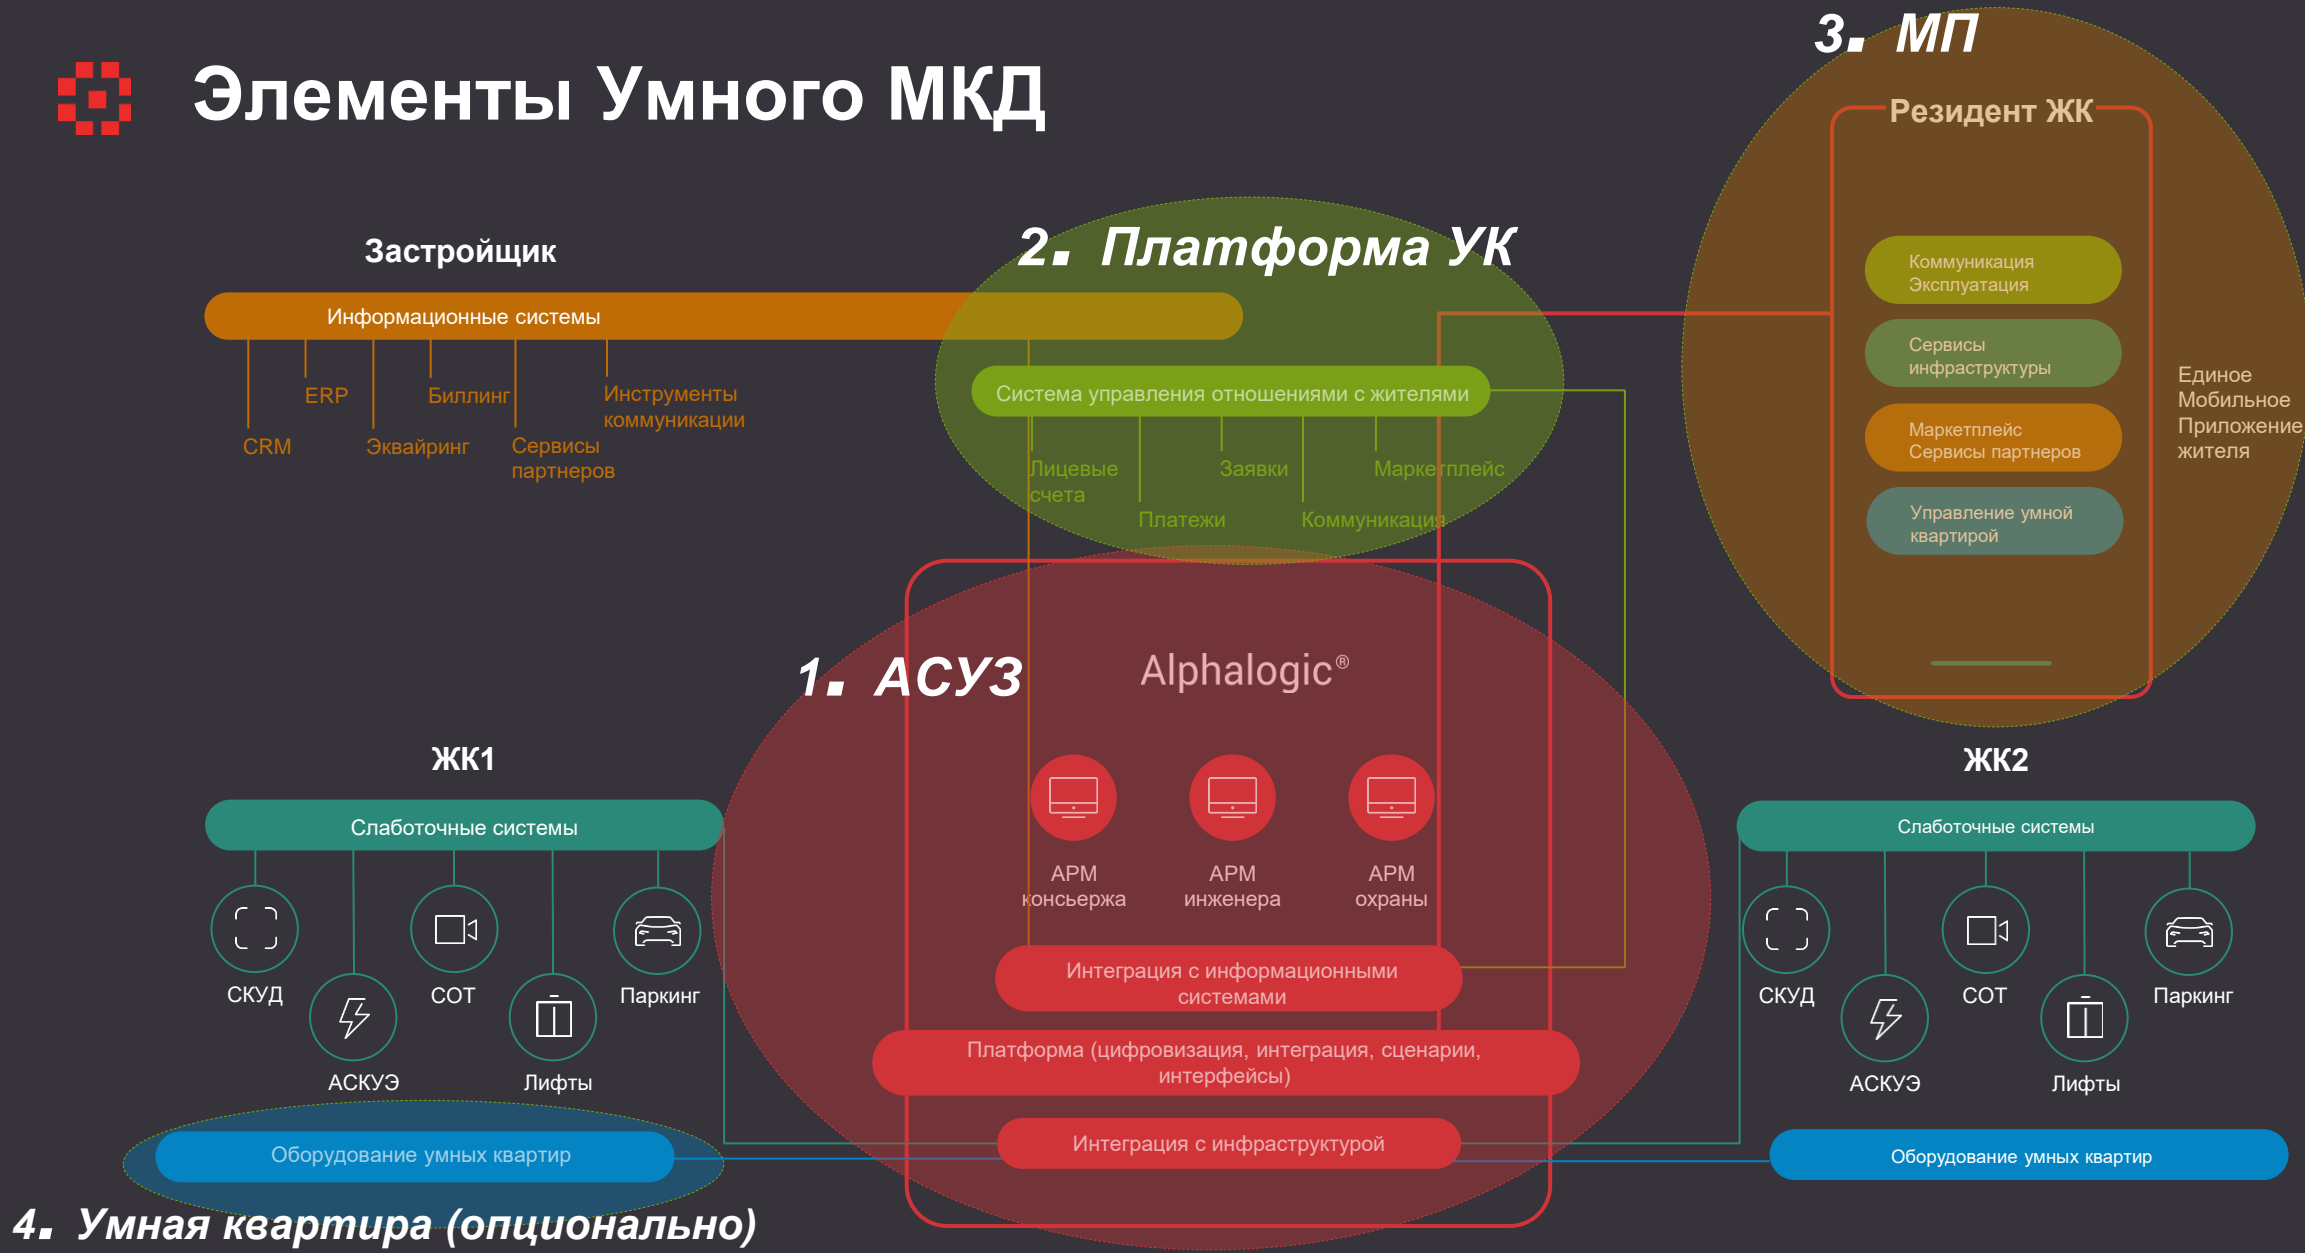 3. МП
Элементы Умного МКД
Резидент ЖК
Застройщик
2. Платформа УК
Коммуникация
Эксплуатация
Информационные системы
Сервисы
инфраструктуры
ERP
Биллинг
Инструменты
коммуникации
CRM
Эквайринг
Сервисы
партнеров
Система управления отношениями с жителями
Единое
Мобильное
Приложение
жителя
Маркетплейс
Сервисы партнеров
Лицевые
счета
Заявки
Маркетплейс
Платежи
Коммуникация
Управление умной
квартирой
1. АСУЗ
Alphalogic®
ЖК1
ЖК2
Слаботочные системы
Слаботочные системы
АРМ
консьержа
АРМ
инженера
АРМ
охраны
СКУД
СОТ
Паркинг
АСКУЭ
Лифты
Интеграция с информационными
системами
СКУД
СОТ
Паркинг
АСКУЭ
Лифты
Платформа (цифровизация, интеграция, сценарии,
интерфейсы)
Интеграция с инфраструктурой
Оборудование умных квартир
Оборудование умных квартир
4. Умная квартира (опционально)